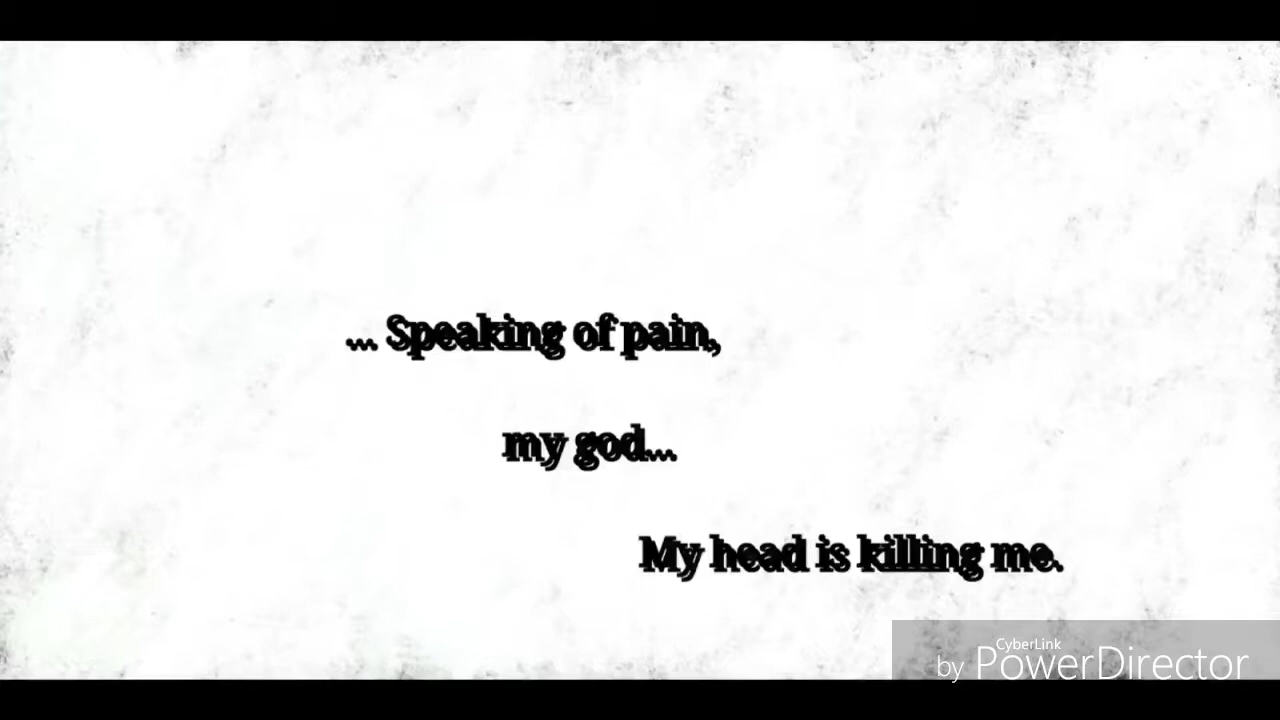 ... Speaking of pain,
my god...
My head is killing me.
CyberLink
by PowerDirector